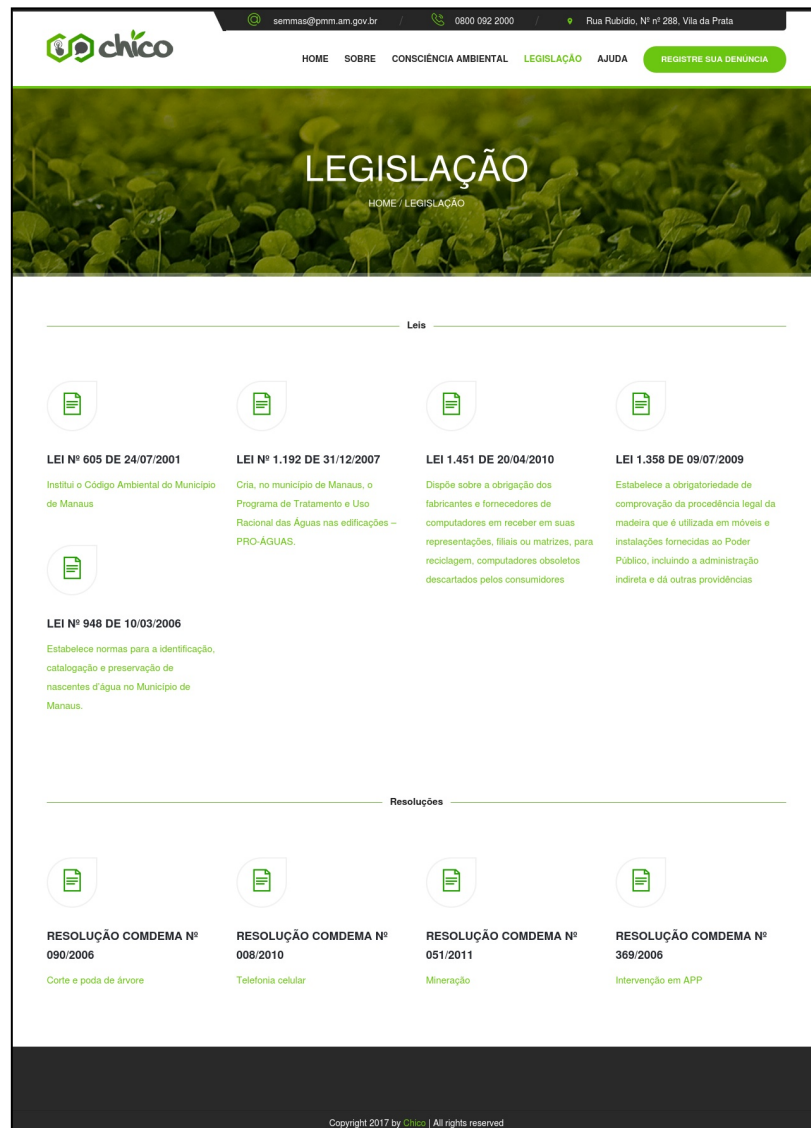 semmas@pmm.am.gov.br / 0800 092 2000 / Rua Rubídio, Nº nº 288, Vila da Prata
chico
HOME SOBRE CONSCIÊNCIA AMBIENTAL LEGISLAÇÃO AJUDA REGISTRE SUA DENÚNCIA
LEGISLAÇÃO
HOME / LEGISLAÇÃO
Leis
LEI Nº 605 DE 24/07/2001
Institui o Código Ambiental do Município
de Manaus
LEI Nº 1.192 DE 31/12/2007
Cria, no município de Manaus, o
Programa de Tratamento e Uso
Racional das Águas nas edificações –
PRO-ÁGUAS.
LEI 1.451 DE 20/04/2010
Dispõe sobre a obrigação dos
fabricantes e fornecedores de
computadores em receber em suas
representações, filiais ou matrizes, para
reciclagem, computadores obsoletos
descartados pelos consumidores
LEI 1.358 DE 09/07/2009
Estabelece a obrigatoriedade de
comprovação da procedência legal da
madeira que é utilizada em móveis e
instalações fornecidas ao Poder
Público, incluindo a administração
indireta e dá outras providências
LEI Nº 948 DE 10/03/2006
Estabelece normas para a identificação,
catalogação e preservação de
nascentes d'água no Município de
Manaus.
Resoluções
RESOLUÇÃO COMDEMA Nº
090/2006
Corte e poda de árvore
RESOLUÇÃO COMDEMA Nº
008/2010
Telefonia celular
RESOLUÇÃO COMDEMA Nº
051/2011
Mineração
RESOLUÇÃO COMDEMA Nº
369/2006
Intervenção em APP
Copyright 2017 by Chico | All rights reserved